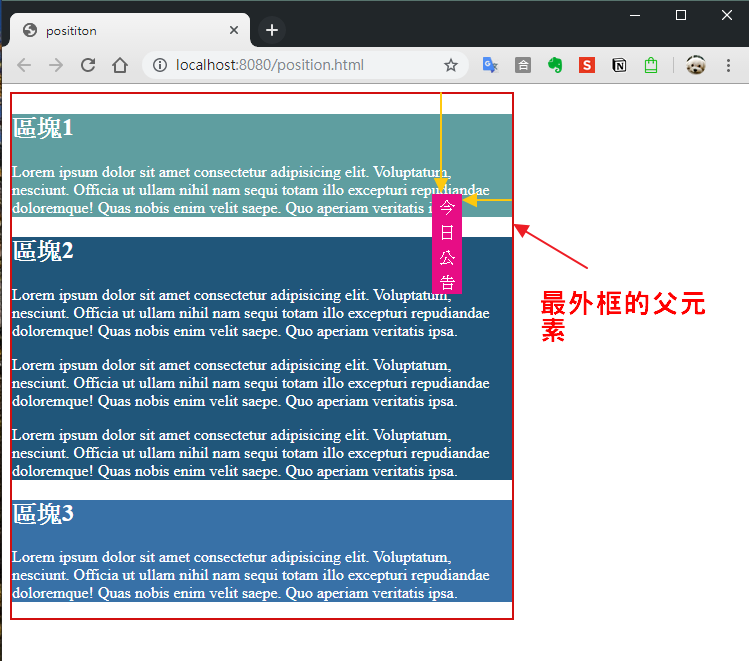 posititon
localhost:8080/position.html
合
S
N
區塊1
Lorem ipsum dolor sit amet consectetur adipisicing elit. Voluptatum,
nesciunt. Officia ut ullam nihil nam sequi totam illo excepturi repudiandae
doloremque! Quas nobis enim velit saepe. Quo aperiam veritatis i
今
日
公
告
區塊2
Lorem ipsum dolor sit amet consectetur adipisicing elit. Voluptatum,
nesciunt. Officia ut ullam nihil nam sequi totam illo excepturi repudiandae
doloremque! Quas nobis enim velit saepe. Quo aperiam veritatis ipsa.
Lorem ipsum dolor sit amet consectetur adipisicing elit. Voluptatum,
nesciunt. Officia ut ullam nihil nam sequi totam illo excepturi repudiandae
doloremque! Quas nobis enim velit saepe. Quo aperiam veritatis ipsa.
Lorem ipsum dolor sit amet consectetur adipisicing elit. Voluptatum,
nesciunt. Officia ut ullam nihil nam sequi totam illo excepturi repudiandae
doloremque! Quas nobis enim velit saepe. Quo aperiam veritatis ipsa.
區塊3
Lorem ipsum dolor sit amet consectetur adipisicing elit. Voluptatum,
nesciunt. Officia ut ullam nihil nam sequi totam illo excepturi repudiandae
doloremque! Quas nobis enim velit saepe. Quo aperiam veritatis ipsa.
最外框的父元
素